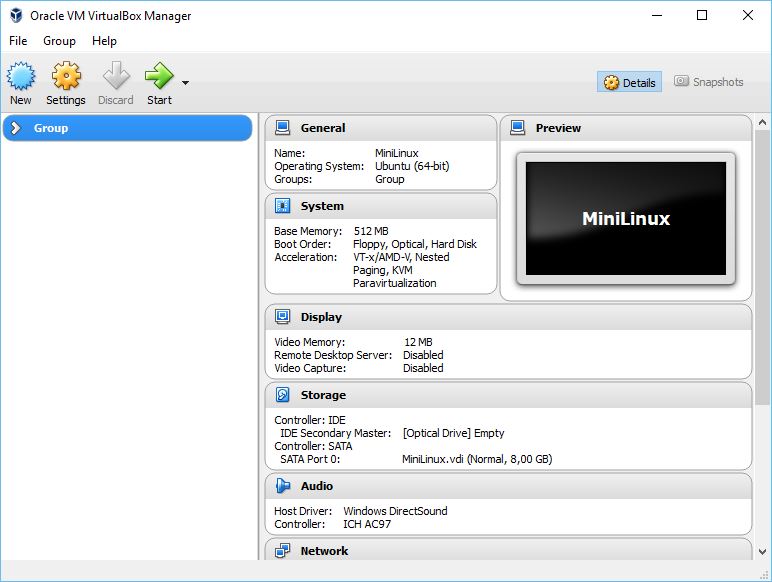 Oracle VM VirtualBox Manager
File Group Help
New Settings Discard Start Details Snapshots
Group
General
Name: MiniLinux
Operating System: Ubuntu (64-bit)
Groups: Group
Preview
MiniLinux
System
Base Memory: 512 MB
Boot Order: Floppy, Optical, Hard Disk
Acceleration: VT-x/AMD-V, Nested
Paging, KVM
Paravirtualization
Display
Video Memory: 12 MB
Remote Desktop Server: Disabled
Video Capture: Disabled
Storage
Controller: IDE
IDE Secondary Master: [Optical Drive] Empty
Controller: SATA
SATA Port 0: MiniLinux.vdi (Normal, 8,00 GB)
Audio
Host Driver: Windows DirectSound
Controller: ICH AC97
Network